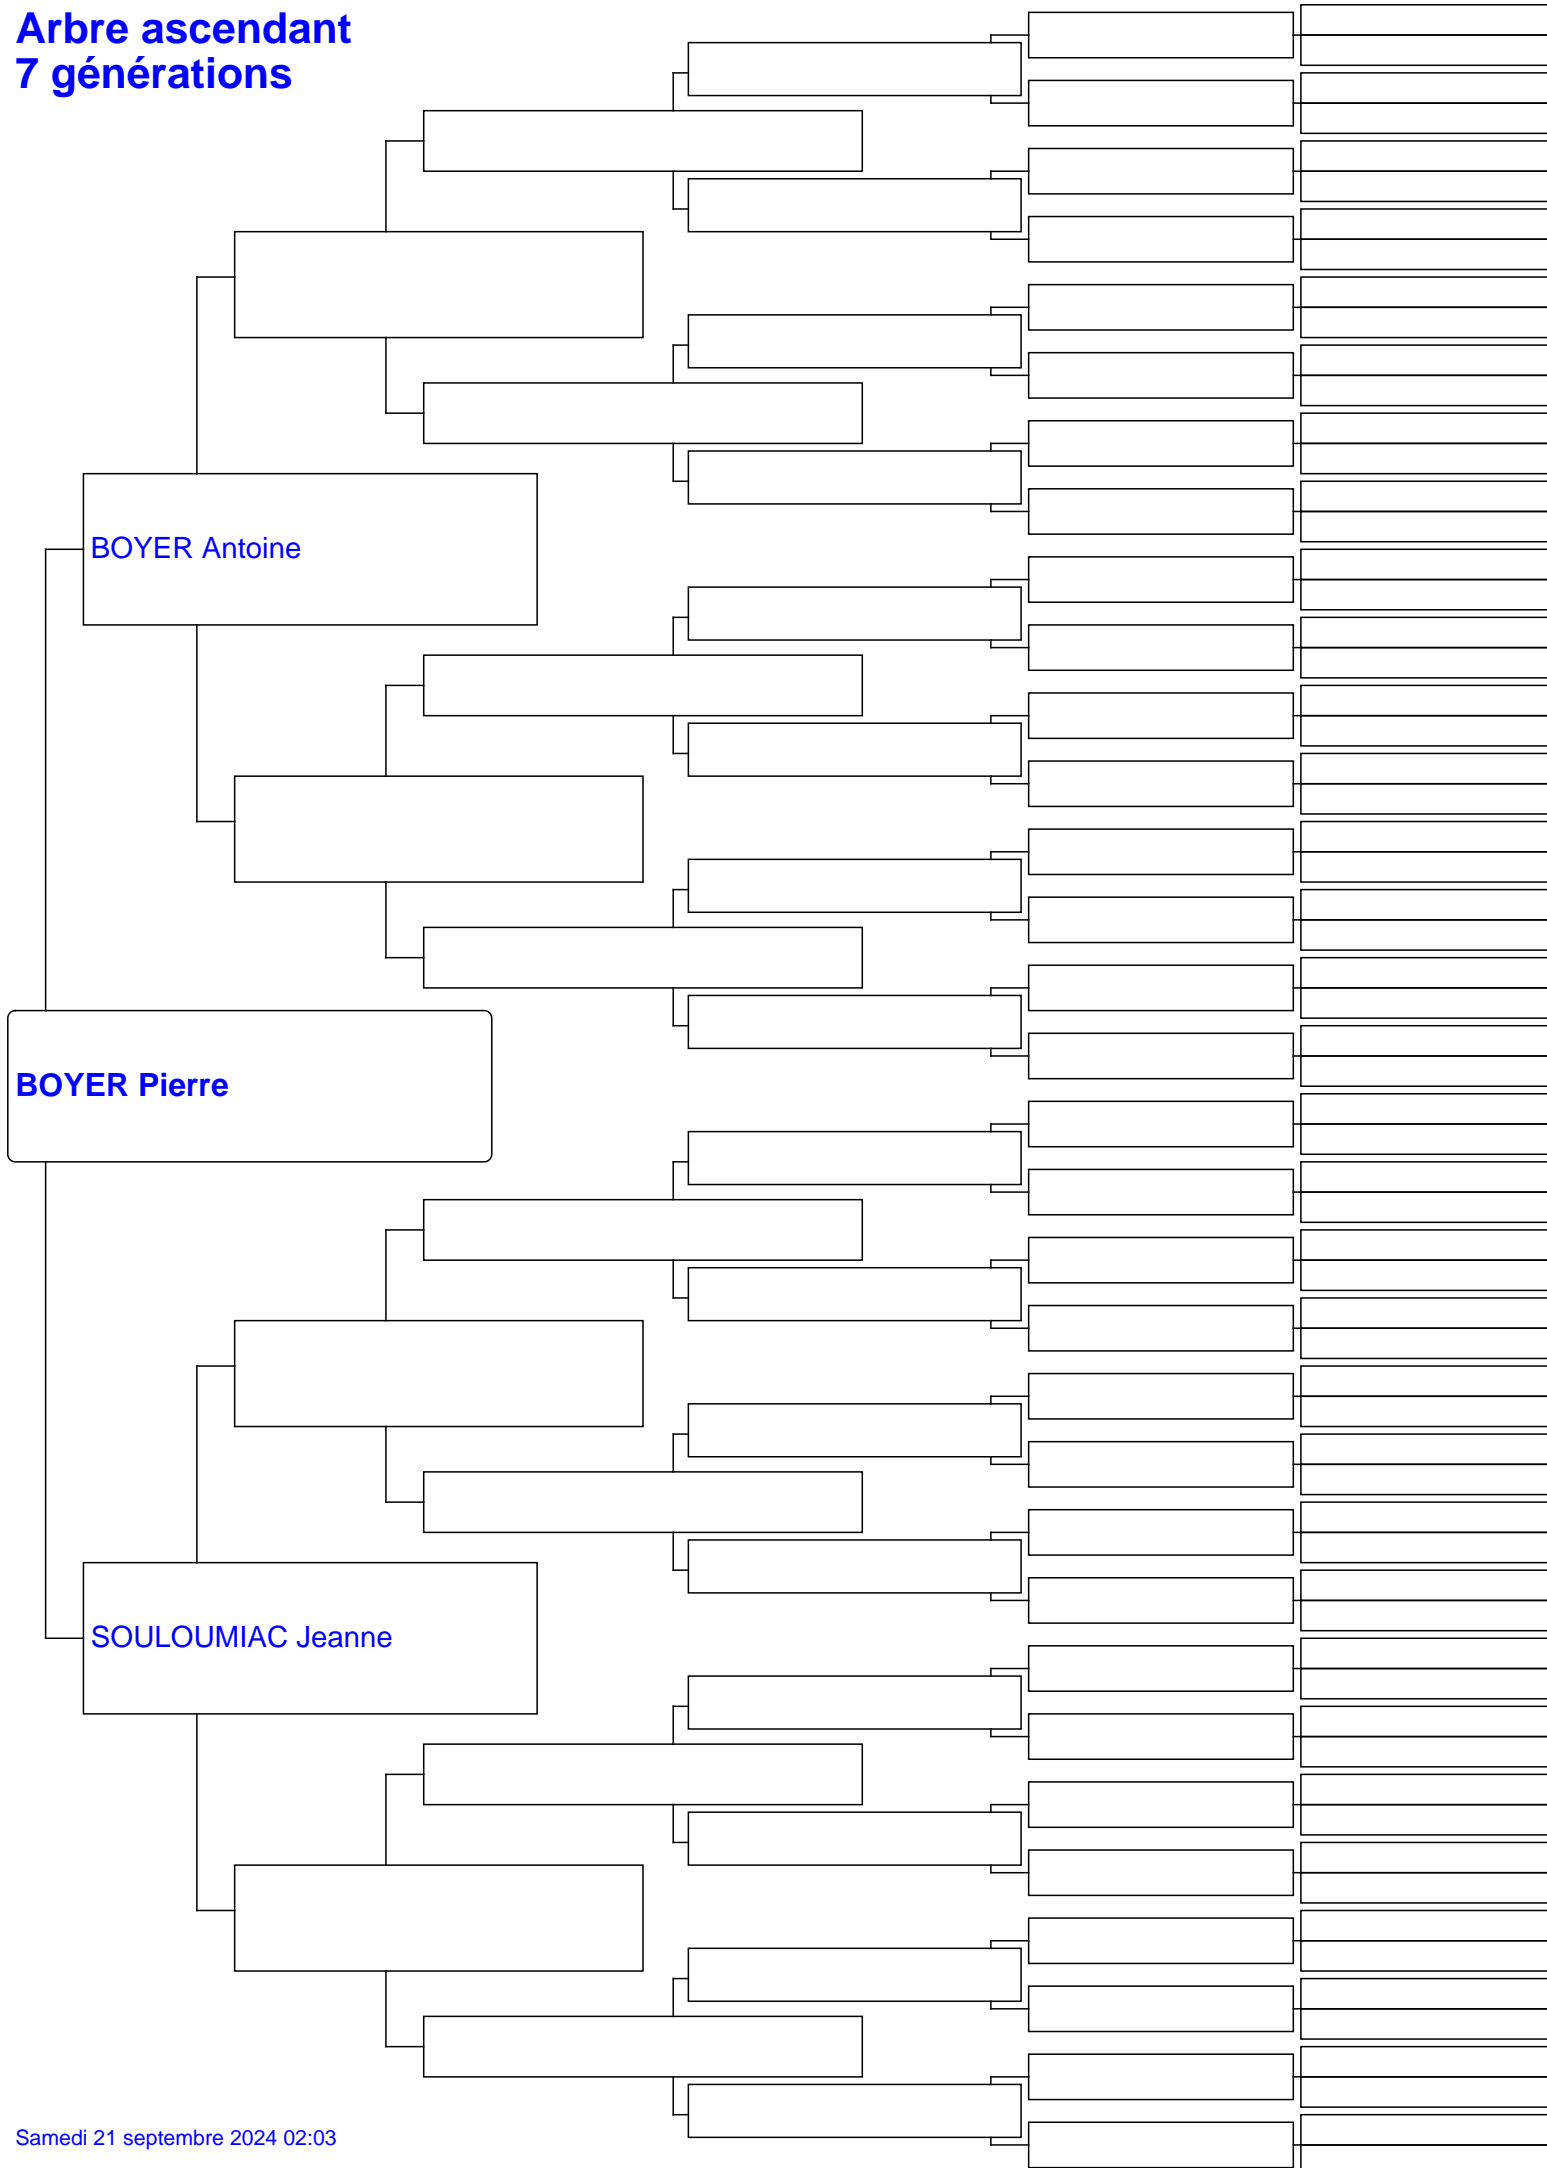 Arbre ascendant
7 générations
BOYER Antoine
BOYER Pierre
SOULOUMIAC Jeanne
Samedi 21 septembre 2024 02:03